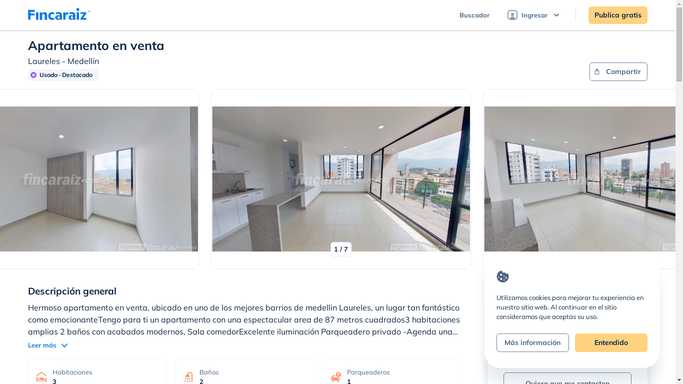 Fincaraiz
Buscador
Ingresar
Publica gratis
Apartamento en venta
Laureles - Medellín
Usado - Destacado
Compartir
fincaraiz
fincaraiz
fincaraiz
1 / 7
Descripción general
Hermoso apartamento en venta, ubicado en uno de los mejores barrios de medellin Laureles, un lugar tan fantástico
como emocionanteTengo para ti un apartamento con una espectacular area de 87 metros cuadrados3 habitaciones
amplias 2 baños con acabados modernos, Sala comedorExcelente iluminación Parqueadero privado -Agenda una...
Leer más
Habitaciones
3
Baños
2
Parqueaderos
1
Utilizamos cookies para mejorar tu experiencia en
nuestro sitio web. Al continuar en el sitio
consideramos que aceptas su uso.
Más información
Entendido
Quiero que me contacten